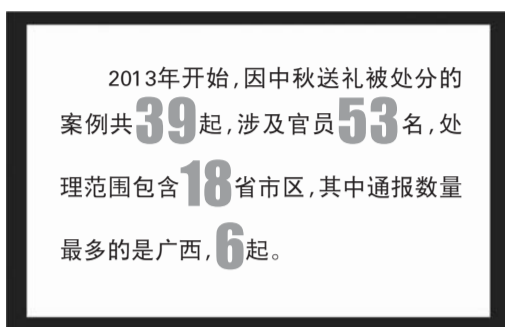 2013年开始,因中秋送礼被处分的
案例共39起,涉及官员53名,处
理范围包含18省市区,其中通报数量
最多的是广西,6起。